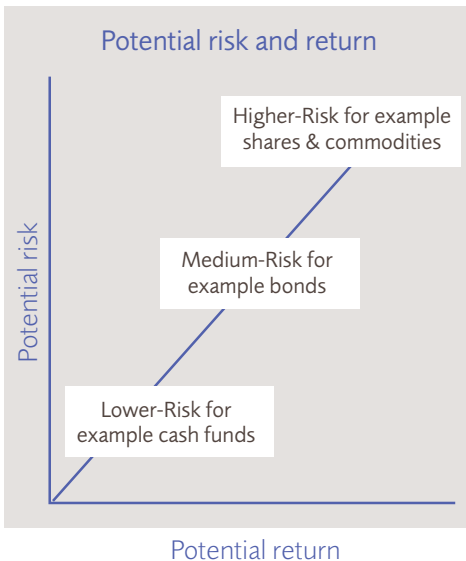 Potential risk and return
Higher-Risk for example
shares & commodities
Medium-Risk for
example bonds
Lower-Risk for
example cash funds
Potential risk
Potential return